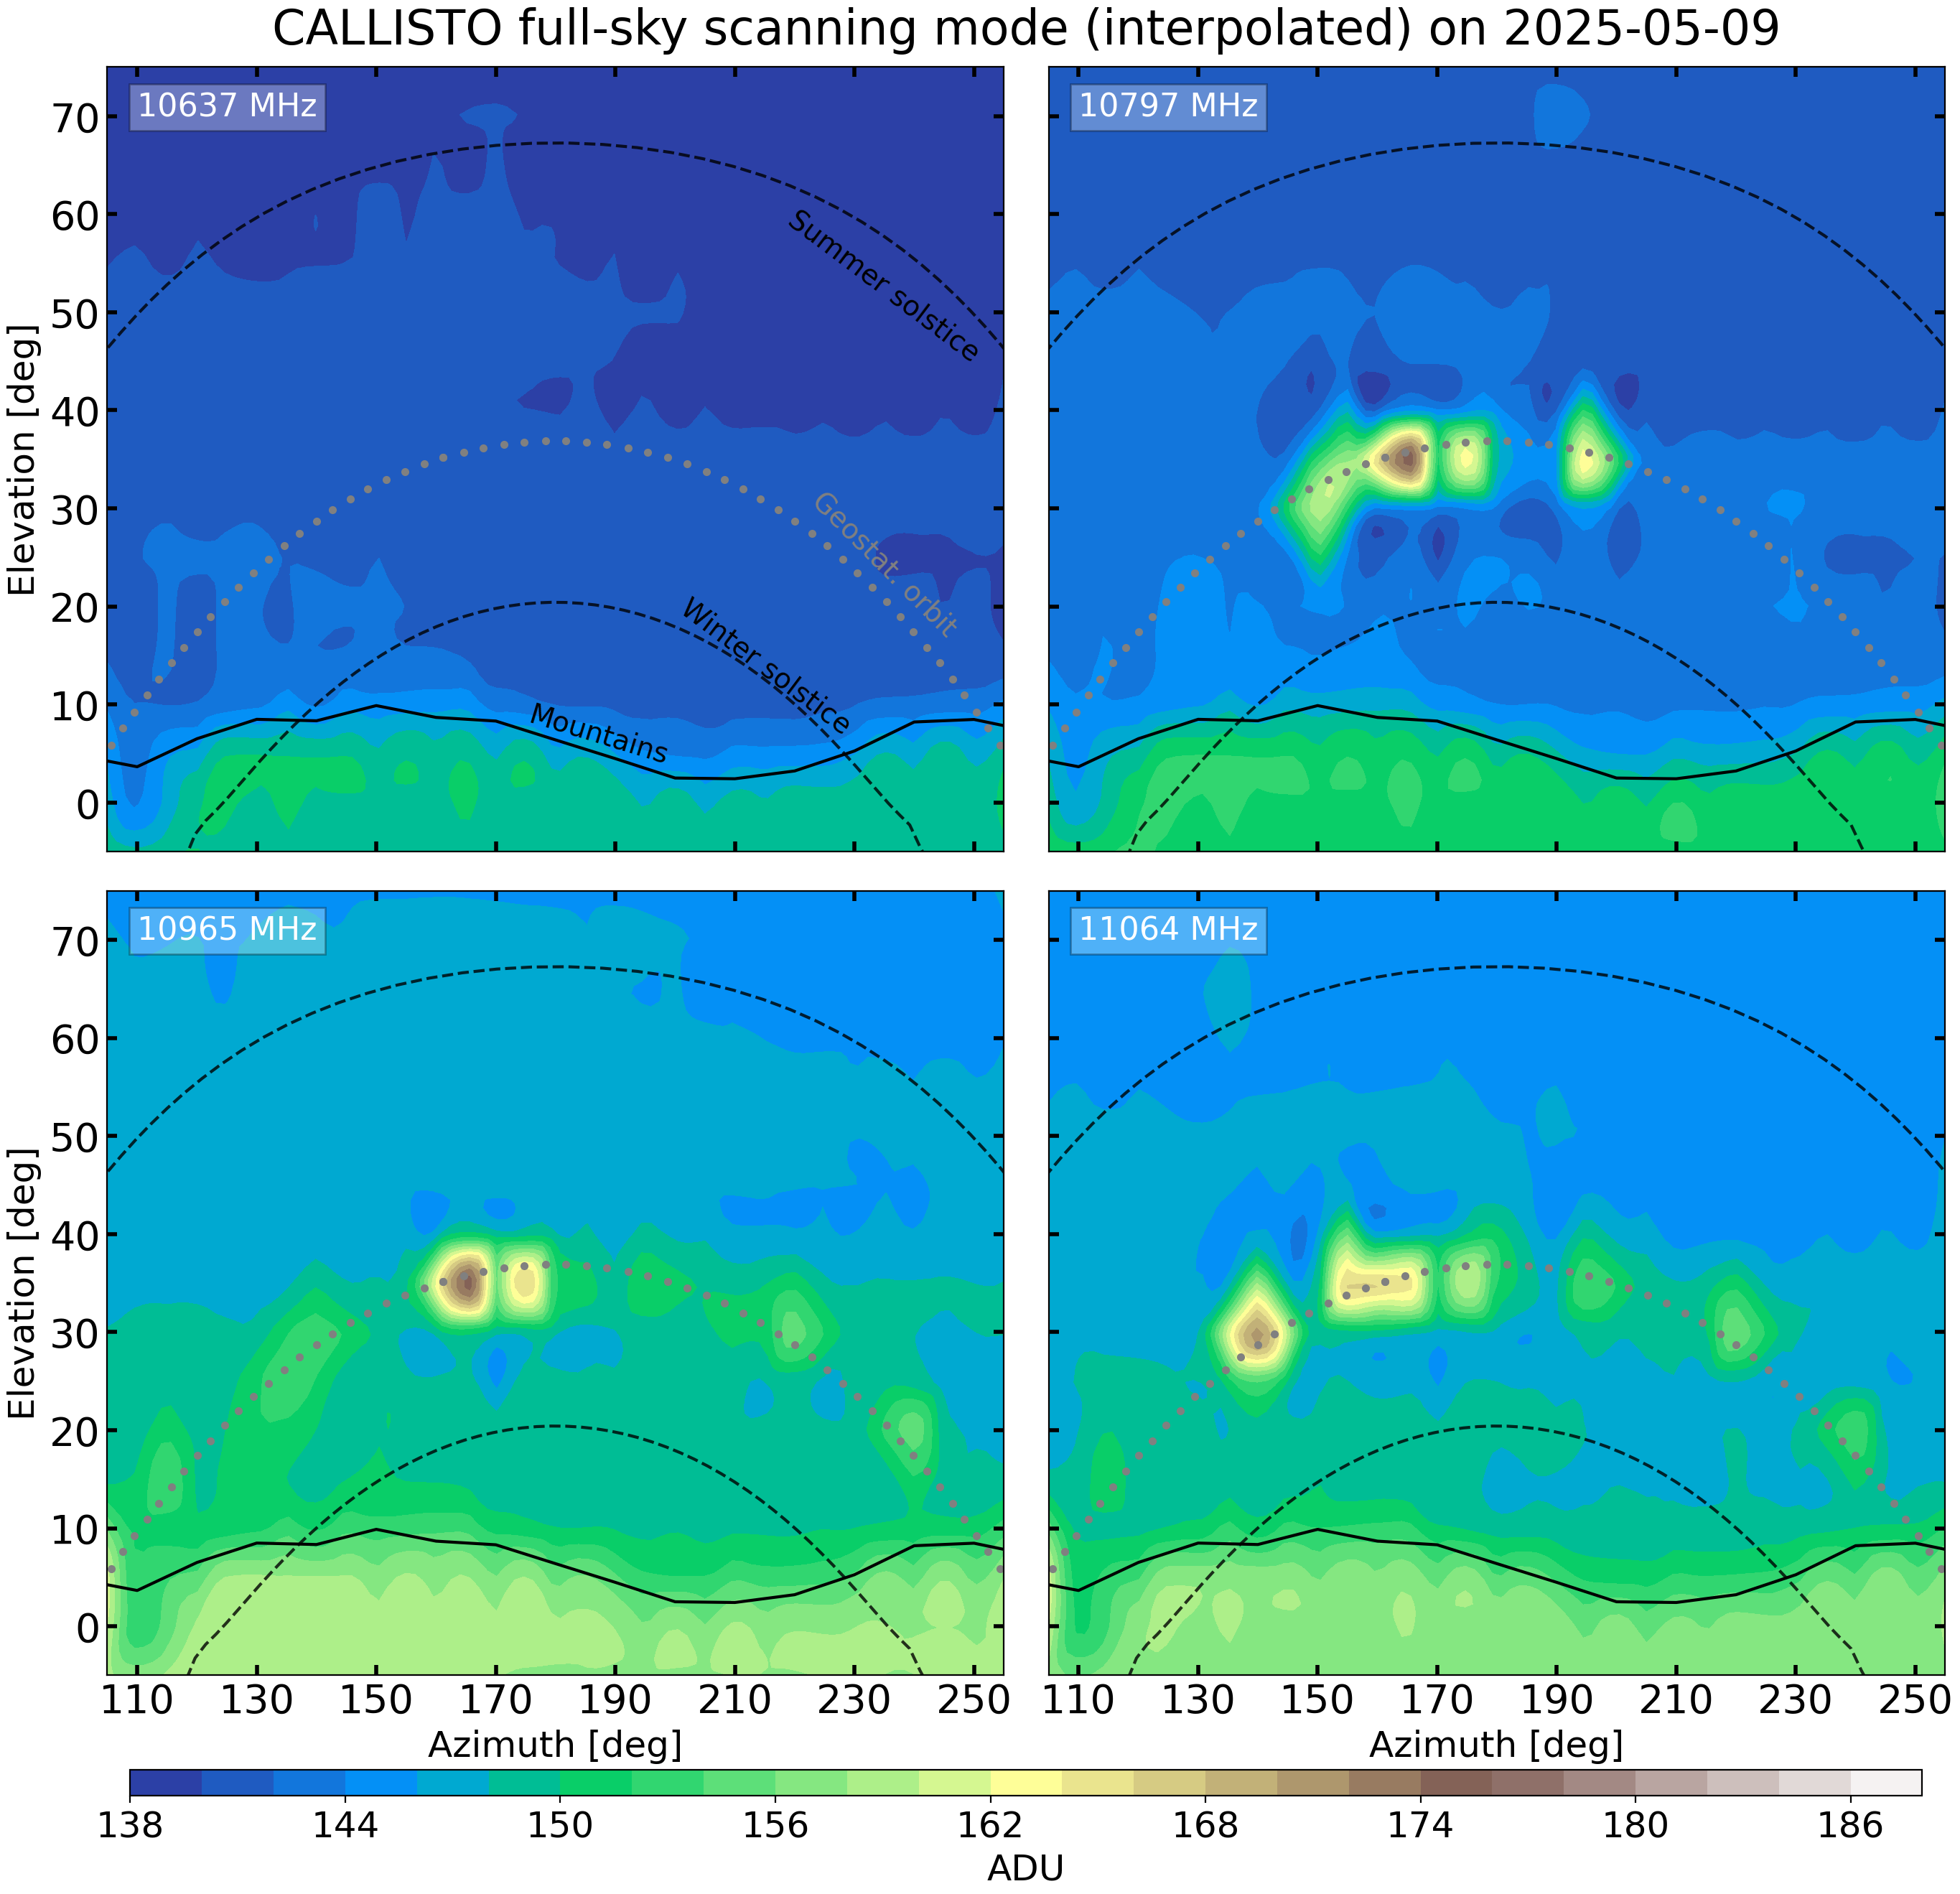 CALLISTO full-sky scanning mode (interpolated) on 2025-05-09
10637 MHz
10797 MHz
70
60
50
40
30
20
10
0
Elevation [deg]
Summer solstice
Geostat. orbit
Winter solstice
Mountains
10965 MHz
11064 MHz
70
60
50
40
30
20
10
0
Elevation [deg]
110 130 150 170 190 210 230 250
110 130 150 170 190 210 230 250
Azimuth [deg]
Azimuth [deg]
138 144 150 156 162 168 174 180 186
ADU